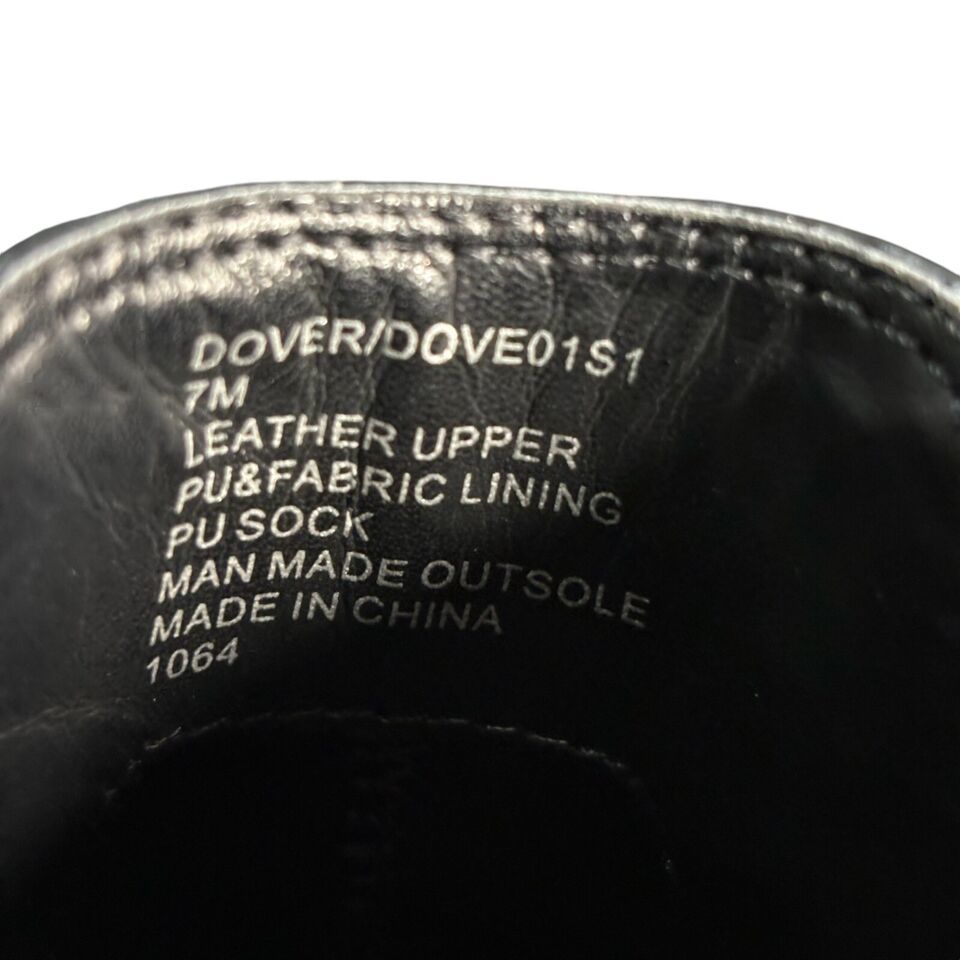 DOVER/DOVE01S1
7M
LEATHER UPPER
PU&FABRIC LINING
PU SOCK
MAN MADE OUTSOLE
MADE IN CHINA
1064